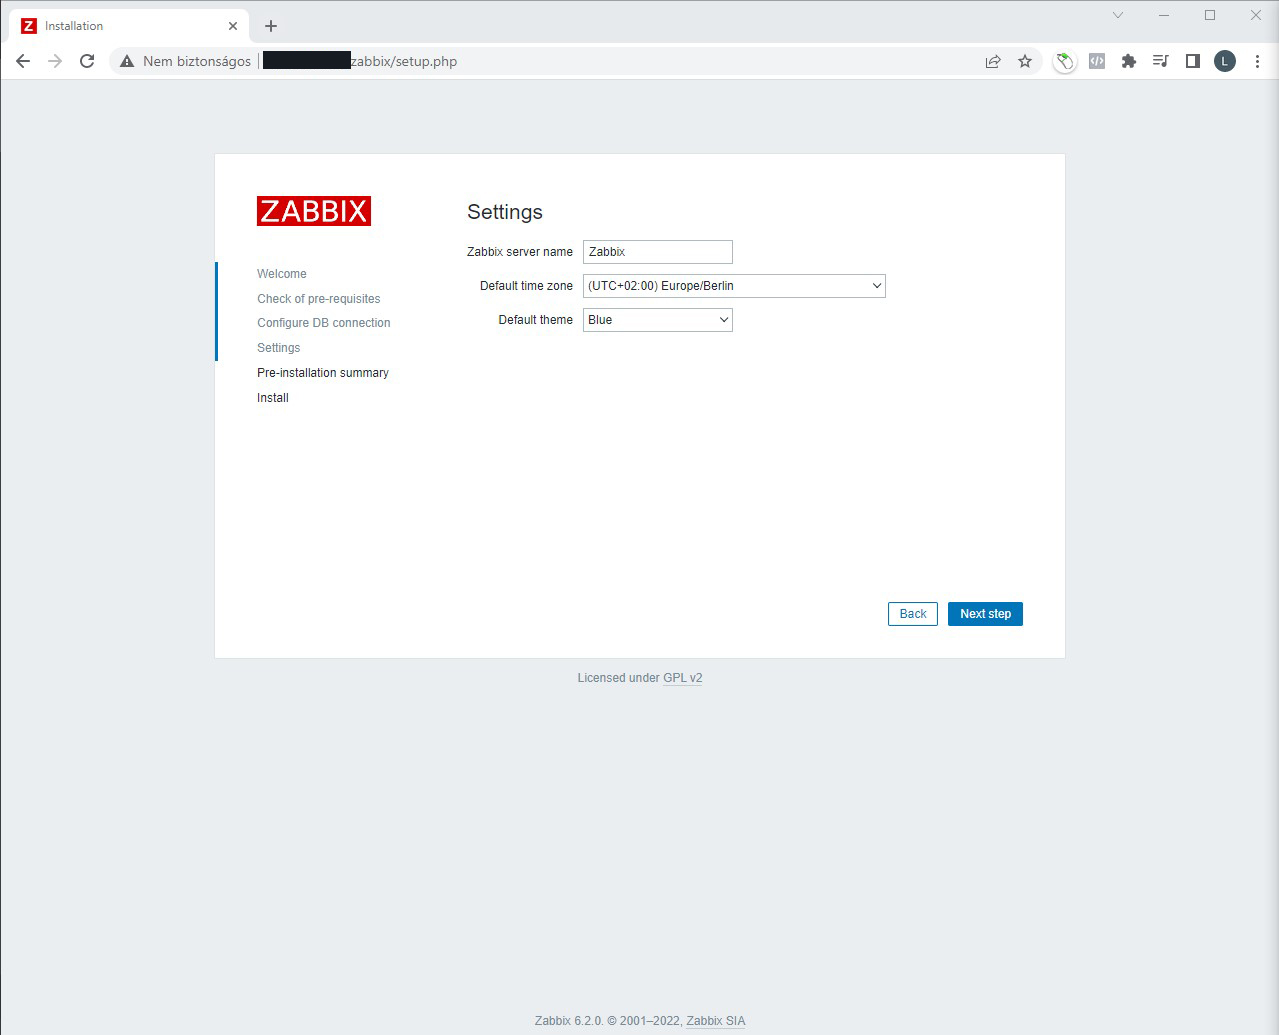 Z Installation
Nem biztonságos | zabbix/setup.php
L
ZABBIX
Settings
Zabbix server name Zabbix
Default time zone (UTC+02:00) Europe/Berlin
Default theme Blue
Welcome
Check of pre-requisites
Configure DB connection
Settings
Pre-installation summary
Install
Back Next step
Licensed under GPL v2
Zabbix 6.2.0. © 2001–2022, Zabbix SIA